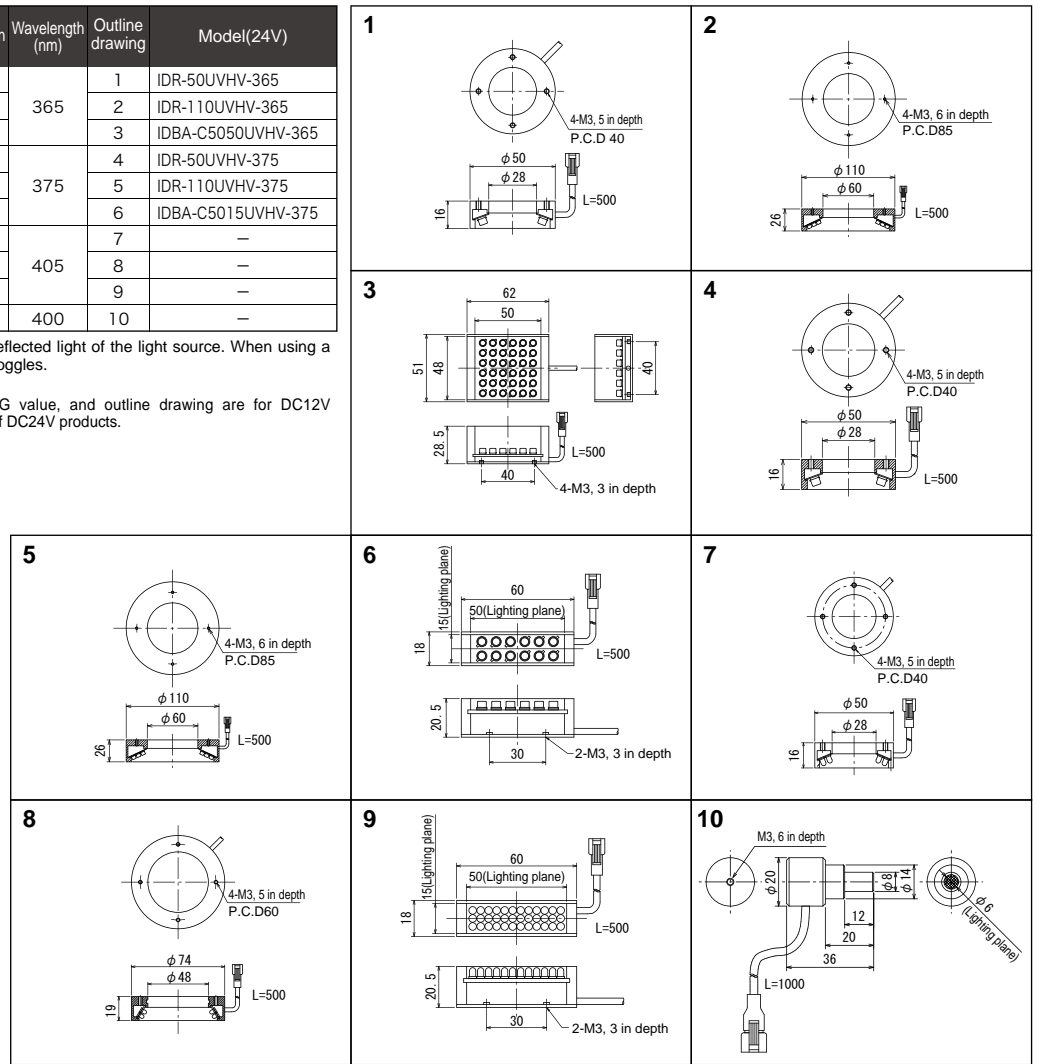 Wavelength (nm) Outline drawing Model(24V)
365 1 IDR-50UVHV-365
2 IDR-110UVHV-365
3 IDBA-C5050UVHV-365
375 4 IDR-50UVHV-375
5 IDR-110UVHV-375
6 IDBA-C5015UVHV-375
405 7 －
8 －
9 －
400 10 －
eflected light of the light source. When using a
oggles.
G value, and outline drawing are for DC12V
f DC24V products.
1
4-M3, 5 in depth
P.C.D 40
φ50
φ28
16
L=500
2
4-M3, 6 in depth
P.C.D85
φ110
φ60
26
L=500
3
62
50
51
48
40
28.5
L=500
40
4-M3, 3 in depth
4
4-M3, 5 in depth
P.C.D40
φ50
φ28
16
L=500
5
4-M3, 6 in depth
P.C.D85
φ110
φ60
26
L=500
6
15(Lighting plane)
60
50(Lighting plane)
18
L=500
20.5
30
2-M3, 3 in depth
7
4-M3, 5 in depth
P.C.D40
φ50
φ28
16
L=500
8
4-M3, 5 in depth
P.C.D60
φ74
φ48
19
L=500
9
15(Lighting plane)
60
50(Lighting plane)
18
L=500
20.5
30
2-M3, 3 in depth
10
M3, 6 in depth
φ20
φ8
φ14
φ6
(Lighting plane)
12
20
36
L=1000